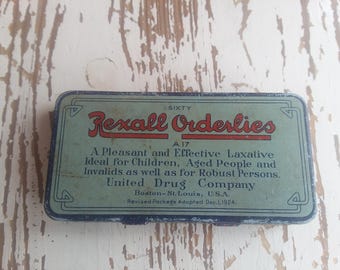 SIXTY
Rexall Orderlies
A 17
A Pleasant and Effective Laxative
Ideal for Children, Aged People and
Invalids as well as for Robust Persons.
United Drug Company
Boston - St. Louis, U.S.A.
Revised Package Adopted Dec. 1, 1924.